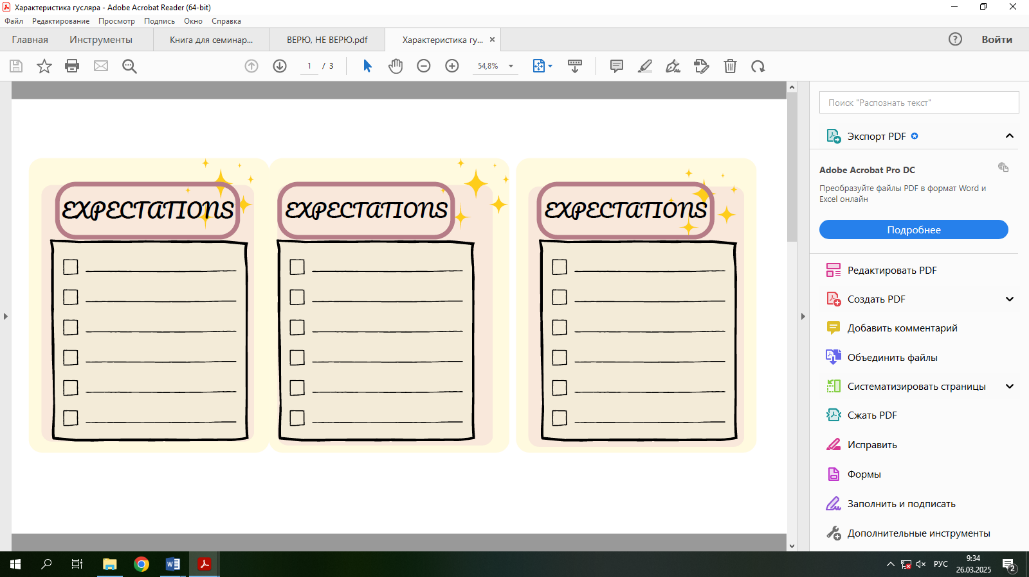 Характеристика гусляра - Adobe Acrobat Reader (64-bit)
Файл Редактирование Просмотр Подпись Окно Справка
Главная Инструменты Книга для семинар... ВЕРЮ, НЕ ВЕРЮ.pdf Характеристика гу... × ? Войти
1 / 3 54,8%
Поиск "Распознать текст"
Экспорт PDF
Adobe Acrobat Pro DC
Преобразуйте файлы PDF в формат Word и
Excel онлайн
Подробнее
Редактировать PDF
Создать PDF
Добавить комментарий
Объединить файлы
Систематизировать страницы
Сжать PDF
Исправить
Формы
Заполнить и подписать
Дополнительные инструменты
EXPECTATIONS EXPECTATIONS EXPECTATIONS
РУС 9:34
26.03.2025 2